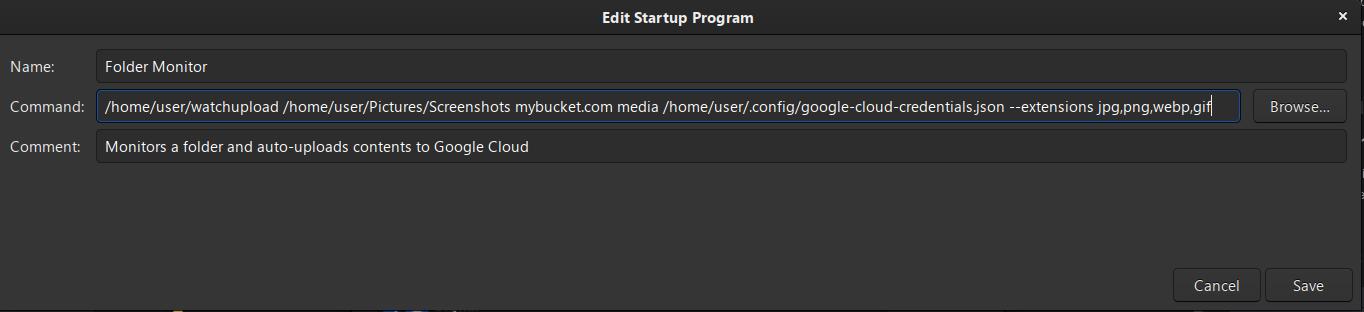 Edit Startup Program
Name: Folder Monitor
Command: /home/user/watchupload /home/user/Pictures/Screenshots mybucket.com media /home/user/.config/google-cloud-credentials.json --extensions jpg,png,webp,gif Browse...
Comment: Monitors a folder and auto-uploads contents to Google Cloud
Cancel Save